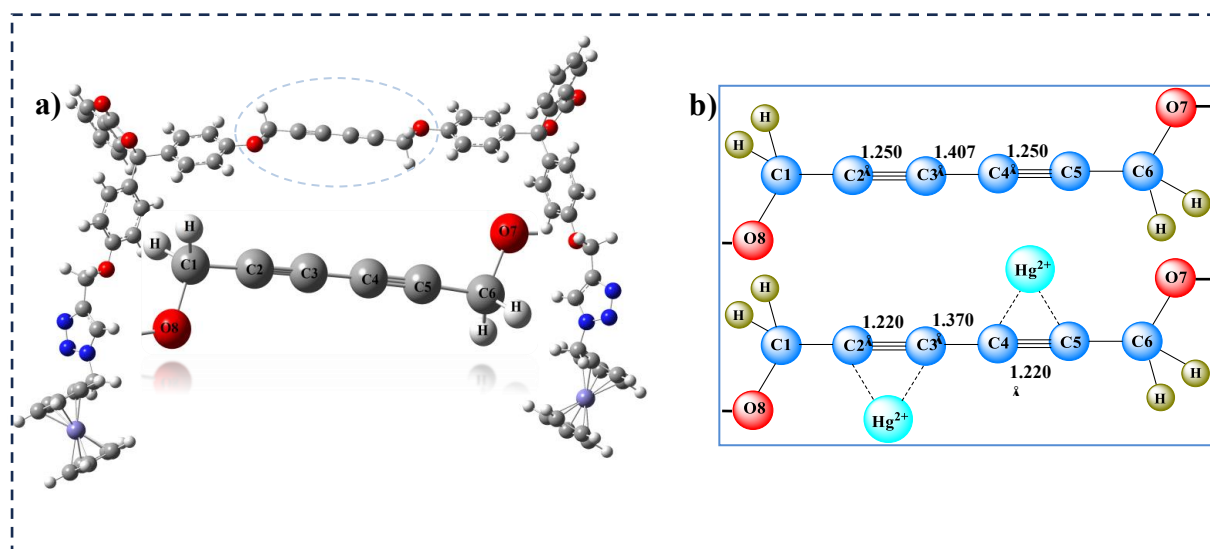 a)
H
H
C1
C2
C3
C4
C5
C6
H
H
O7
O8
b)
O7
H
H
1.250 Å
1.407 Å
1.250 Å
C1
C2
C3
C4
C5
C6
H
H
O8
Hg2+
O7
H
H
1.220 Å
1.370 Å
C1
C2
C3
C4
C5
C6
1.220
Å
H
H
O8
Hg2+